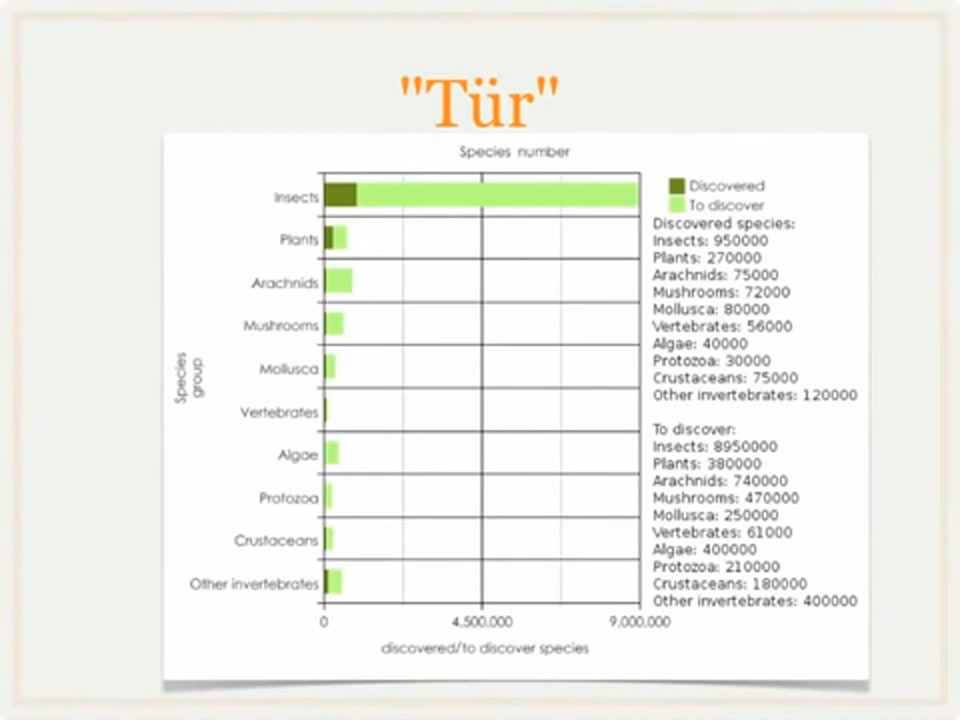 "Tür"
Species number
Discovered
To discover
Discovered species:
Insects: 950000
Plants: 270000
Arachnids: 75000
Mushrooms: 72000
Mollusca: 80000
Vertebrates: 56000
Algae: 40000
Protozoa: 30000
Crustaceans: 75000
Other invertebrates: 120000
To discover:
Insects: 8950000
Plants: 380000
Arachnids: 740000
Mushrooms: 470000
Mollusca: 250000
Vertebrates: 61000
Algae: 400000
Protozoa: 210000
Crustaceans: 180000
Other invertebrates: 400000
Species
group
Insects
Plants
Arachnids
Mushrooms
Mollusca
Vertebrates
Algae
Protozoa
Crustaceans
Other invertebrates
0 4.500.000 9.000.000
discovered/to discover species